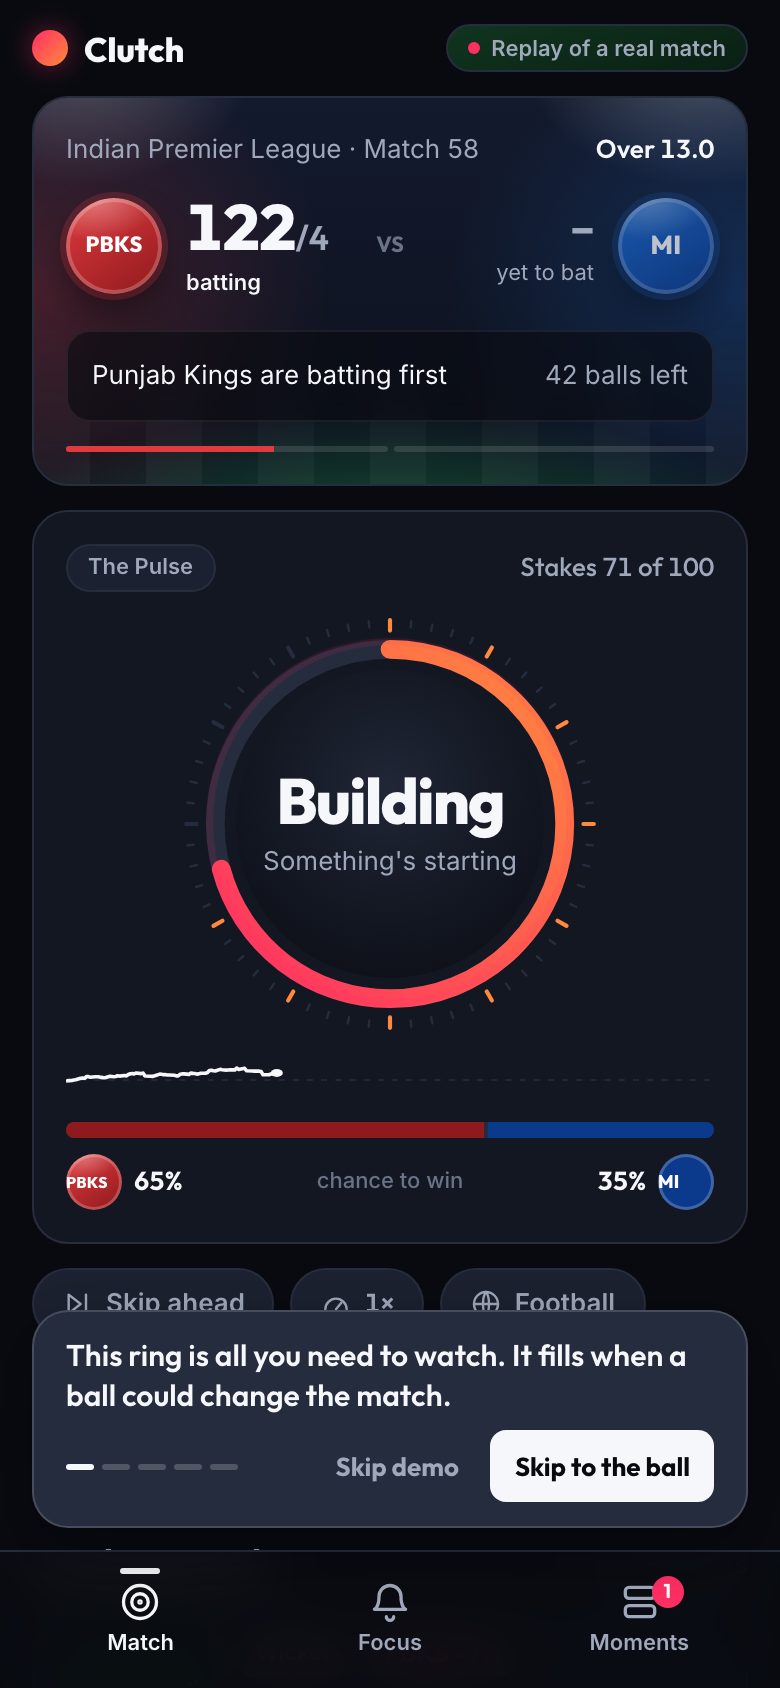 Clutch
Replay of a real match
Indian Premier League · Match 58
Over 13.0
PBKS
122/4
batting
VS
–
yet to bat
MI
Punjab Kings are batting first
42 balls left
The Pulse
Stakes 71 of 100
Building
Something's starting
PBKS
65%
chance to win
35%
MI
Skip ahead
1×
Football
This ring is all you need to watch. It fills when a
ball could change the match.
Skip demo
Skip to the ball
Match
Focus
1
Moments